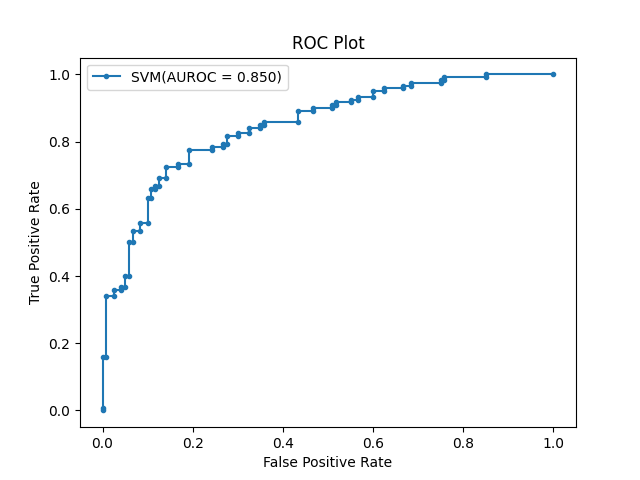 ROC Plot
SVM(AUROC = 0.850)
True Positive Rate
1.0
0.8
0.6
0.4
0.2
0.0
0.0 0.2 0.4 0.6 0.8 1.0
False Positive Rate